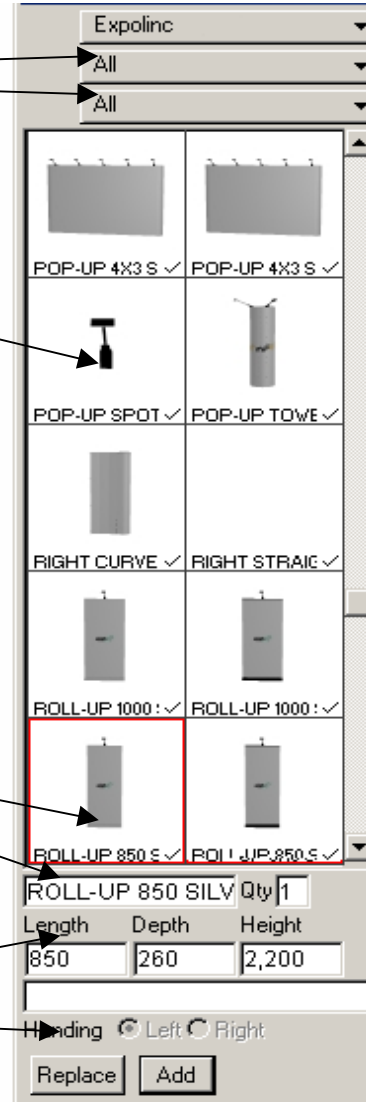 Expolinc
All
All
POP-UP 4X3 S POP-UP 4X3 S
POP-UP SPOT POP-UP TOWE
RIGHT CURVE RIGHT STRAIG
ROLL-UP 1000 : ROLL-UP 1000 :
ROLL-UP 850 S ROLL-UP 850 S
ROLL-UP 850 SILV Qty 1
Length Depth Height
850 260 2,200
Handing Left Right
Replace Add